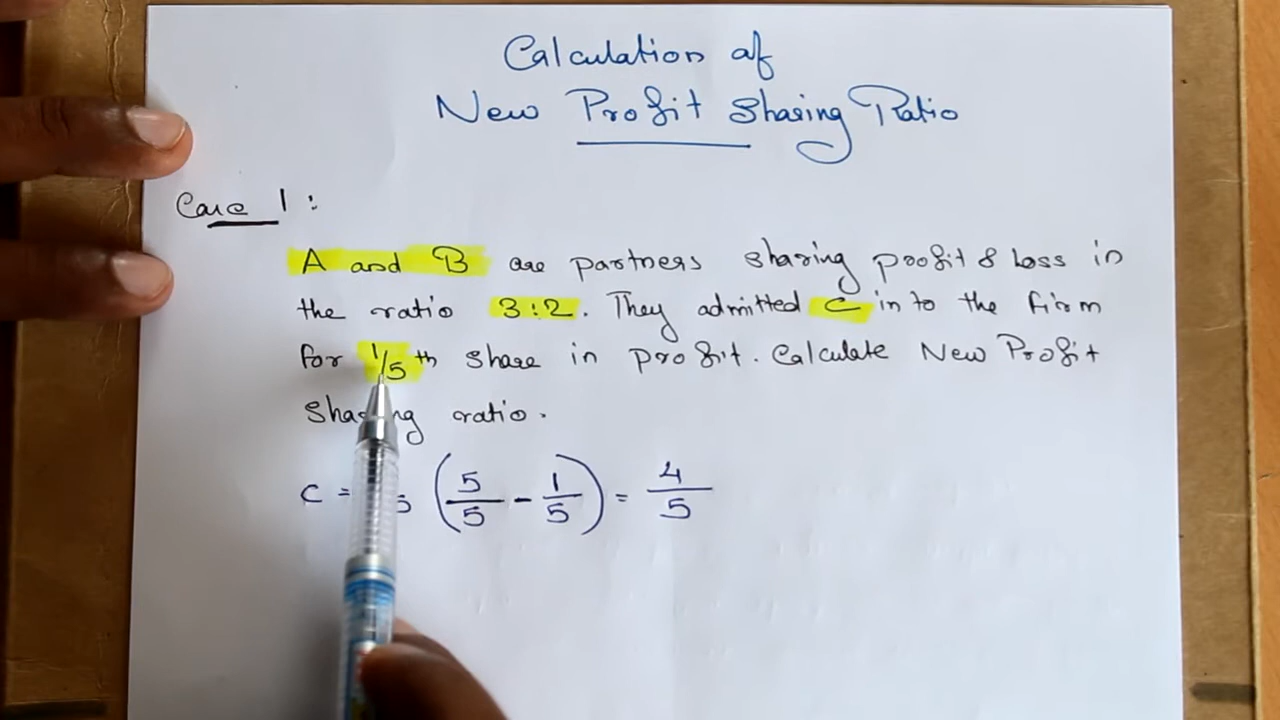 Calculation of
New Profit Sharing Ratio
Case 1:
A and B are partners sharing profit & Loss in
the ratio 3:2. They admitted C in to the firm
for 1/5th share in profit. Calculate New Profit
ratio.
C = 5 (5/5 - 1/5) = 4/5